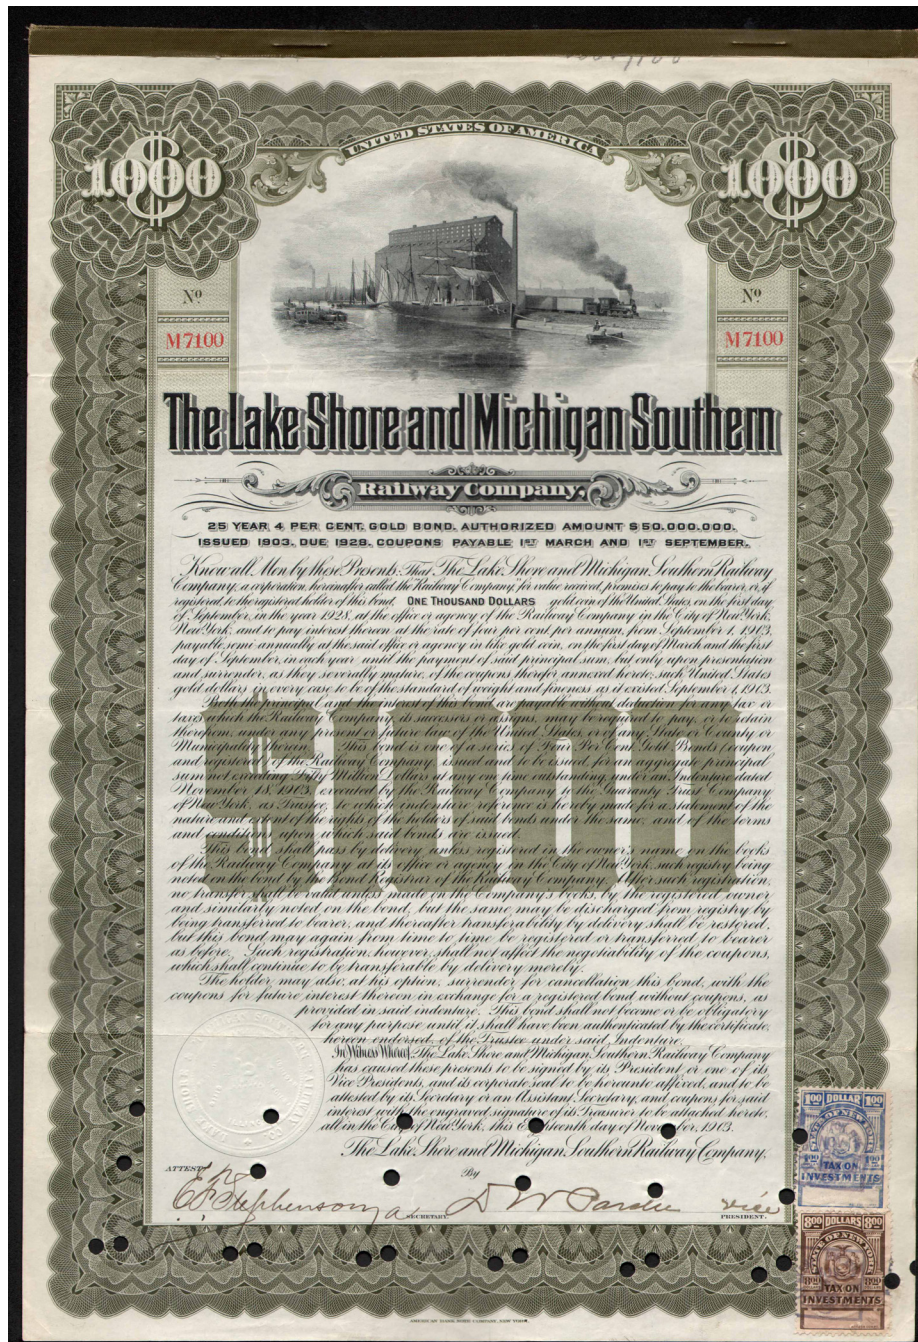 UNITED STATES OF AMERICA
$1000
$1000
Nº
Nº
M7100
M7100
The Lake Shore and Michigan Southern
Railway Company.
25 YEAR 4 PER CENT. GOLD BOND. AUTHORIZED AMOUNT $50.000.000.
ISSUED 1903. DUE 1928. COUPONS PAYABLE 1ST MARCH AND 1ST SEPTEMBER.
Know all Men by these Presents: That The Lake Shore and Michigan Southern Railway
Company, a corporation, hereinafter called the "Railway Company," for value received, promises to pay to the bearer, or, if
registered, to the registered holder of this bond, ONE THOUSAND DOLLARS gold coin of the United States, on the first day
of September, in the year 1928, at the office or agency of the Railway Company in the City of New York,
New York, and to pay interest thereon at the rate of four per cent per annum, from September 1, 1903,
payable semi-annually at the said office or agency in like gold coin, on the first day of March and the first
day of September, in each year until the payment of said principal sum, but only upon presentation
and surrender, as they severally mature, of the coupons therefor annexed hereto; such United States
gold dollars in every case to be of the standard of weight and fineness as it existed September 1, 1903.
Both the principal and the interest of this bond are payable without deduction for any tax or
taxes which the Railway Company, its successors or assigns, may be required to pay, or to retain
therefrom, under any present or future law of the United States, or of any State or County or
Municipality therein. This bond is one of a series of Four Per Cent Gold Bonds (coupon
and registered) of the Railway Company, issued and to be issued, for an aggregate principal
sum not exceeding Fifty Million Dollars at any one time outstanding, under an Indenture dated
November 18, 1903, executed by the Railway Company to the Guaranty Trust Company
of New York, as Trustee, to which indenture reference is hereby made for a statement of the
nature and extent of the rights of the holders of said bonds under the same, and of the terms
and conditions upon which said bonds are issued.
$1000
This bond shall pass by delivery, unless registered in the owner's name on the books
of the Railway Company at its office or agency in the City of New York, such registry being
noted on the bond by the Bond Registrar of the Railway Company. After such registration,
no transfer shall be valid unless made on the Company's books, by the registered owner
and similarly noted on the bond, but the same may be discharged from registry by
being transferred to bearer, and thereafter transferability by delivery shall be restored,
but this bond may again from time to time be registered or transferred to bearer
as before. Such registration, however, shall not affect the negotiability of the coupons,
which shall continue to be transferable by delivery merely.
The holder may also, at his option, surrender for cancellation this bond, with the
coupons for future interest thereon in exchange for a registered bond without coupons, as
provided in said indenture. This bond shall not become or be obligatory
for any purpose until it shall have been authenticated by the certificate,
hereon endorsed, of the Trustee under said Indenture.
In Witness Whereof, The Lake Shore and Michigan Southern Railway Company
has caused these presents to be signed by its President or one of its
Vice Presidents, and its corporate seal to be hereunto affixed, and to be
attested by its Secretary or an Assistant Secretary, and coupons for said
interest with the engraved signature of its Treasurer to be attached hereto,
all in the City of New York, this Eighteenth day of November, 1903.
The Lake Shore and Michigan Southern Railway Company,
ATTEST:
By
SECRETARY.
vice
PRESIDENT.
1.00 DOLLAR 1.00
STATE OF NEW YORK
1.00 1.00
TAX ON
INVESTMENTS
8.00 DOLLARS 8.00
STATE OF NEW YORK
8.00 8.00
TAX ON
INVESTMENTS
AMERICAN BANK NOTE COMPANY, NEW YORK.